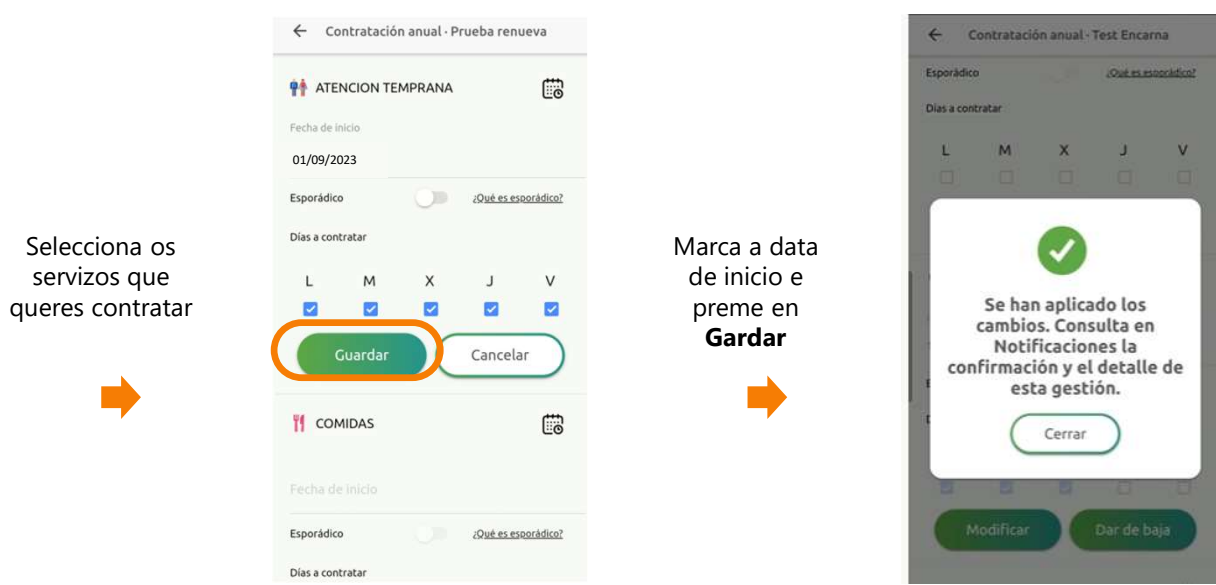 Selecciona os
servizos que
queres contratar
Contratación anual · Prueba renueva
ATENCION TEMPRANA
Fecha de inicio
01/09/2023
Esporádico ¿Qué es esporádico?
Días a contratar
L M X J V
Guardar Cancelar
COMIDAS
Fecha de inicio
Esporádico ¿Qué es esporádico?
Días a contratar
Marca a data
de inicio e
preme en
Gardar
Contratación anual · Test Encarna
Esporádico ¿Qué es esporádico?
Días a contratar
L M X J V
Se han aplicado los
cambios. Consulta en
Notificaciones la
confirmación y el detalle de
esta gestión.
Cerrar
Modificar Dar de baja